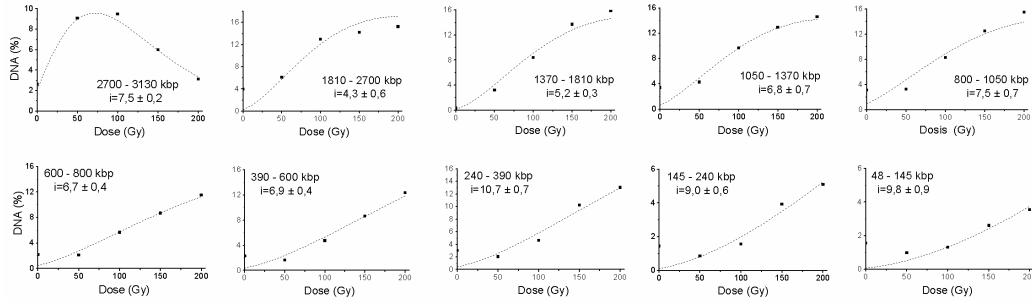 10
8
6
4
2
0
DNA (%)
2700 - 3130 kbp
i=7,5 ± 0,2
0 50 100 150 200
Dose (Gy)
16
12
8
4
0
1810 - 2700 kbp
i=4,3 ± 0,6
0 50 100 150 200
Dose (Gy)
16
12
8
4
0
1370 - 1810 kbp
i=5,2 ± 0,3
0 50 100 150 200
Dose (Gy)
16
12
8
4
0
1050 - 1370 kbp
i=6,8 ± 0,7
0 50 100 150 200
Dose (Gy)
16
12
8
4
0
800 - 1050 kbp
i=7,5 ± 0,7
0 50 100 150 200
Dosis (Gy)
16
12
8
4
0
DNA (%)
600 - 800 kbp
i=6,7 ± 0,4
0 50 100 150 200
Dose (Gy)
16
12
8
4
0
390 - 600 kbp
i=6,9 ± 0,4
0 50 100 150 200
Dose (Gy)
16
14
12
10
8
6
4
2
0
240 - 390 kbp
i=10,7 ± 0,7
0 50 100 150 200
Dose (Gy)
6
4
2
0
145 - 240 kbp
i=9,0 ± 0,6
0 50 100 150 200
Dose (Gy)
6
4
2
0
48 - 145 kbp
i=9,8 ± 0,9
0 50 100 150 200
Dose (Gy)